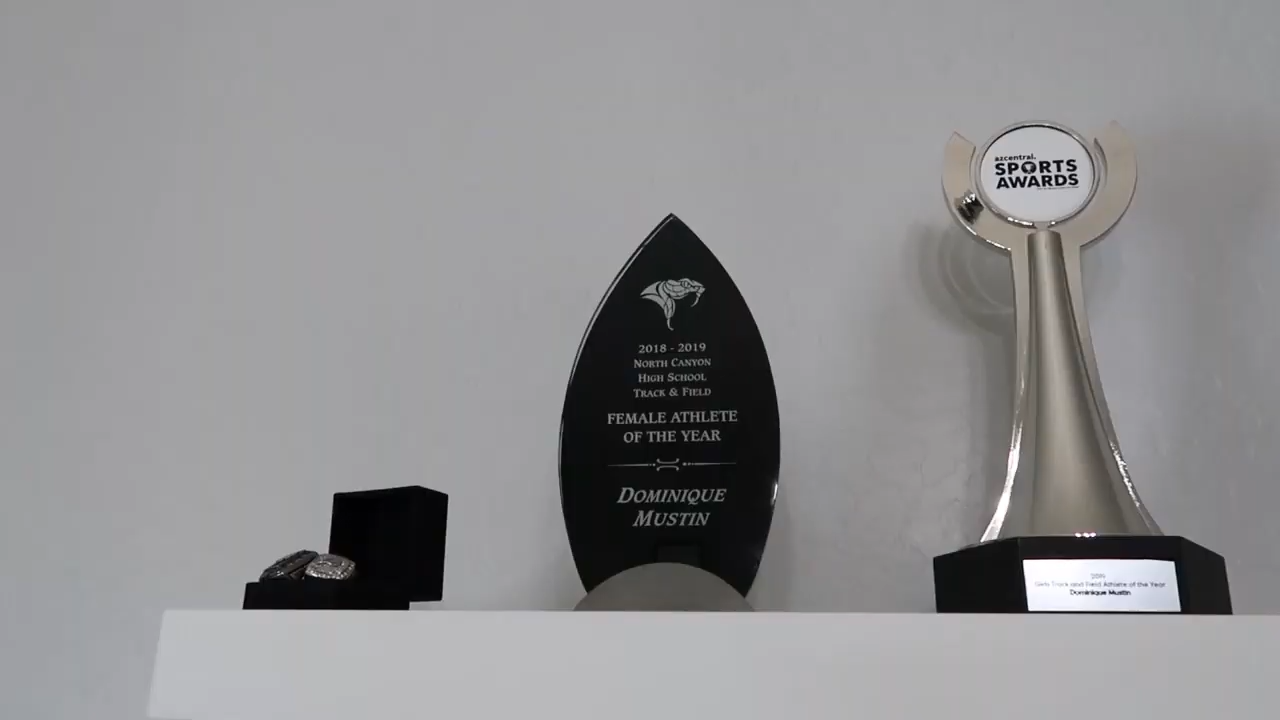 2018 - 2019
NORTH CANYON
HIGH SCHOOL
TRACK & FIELD
FEMALE ATHLETE
OF THE YEAR
DOMINIQUE
MUSTIN
azcentral.
SPORTS
AWARDS
2019
Girls Track and Field Athlete of the Year
Dominique Mustin